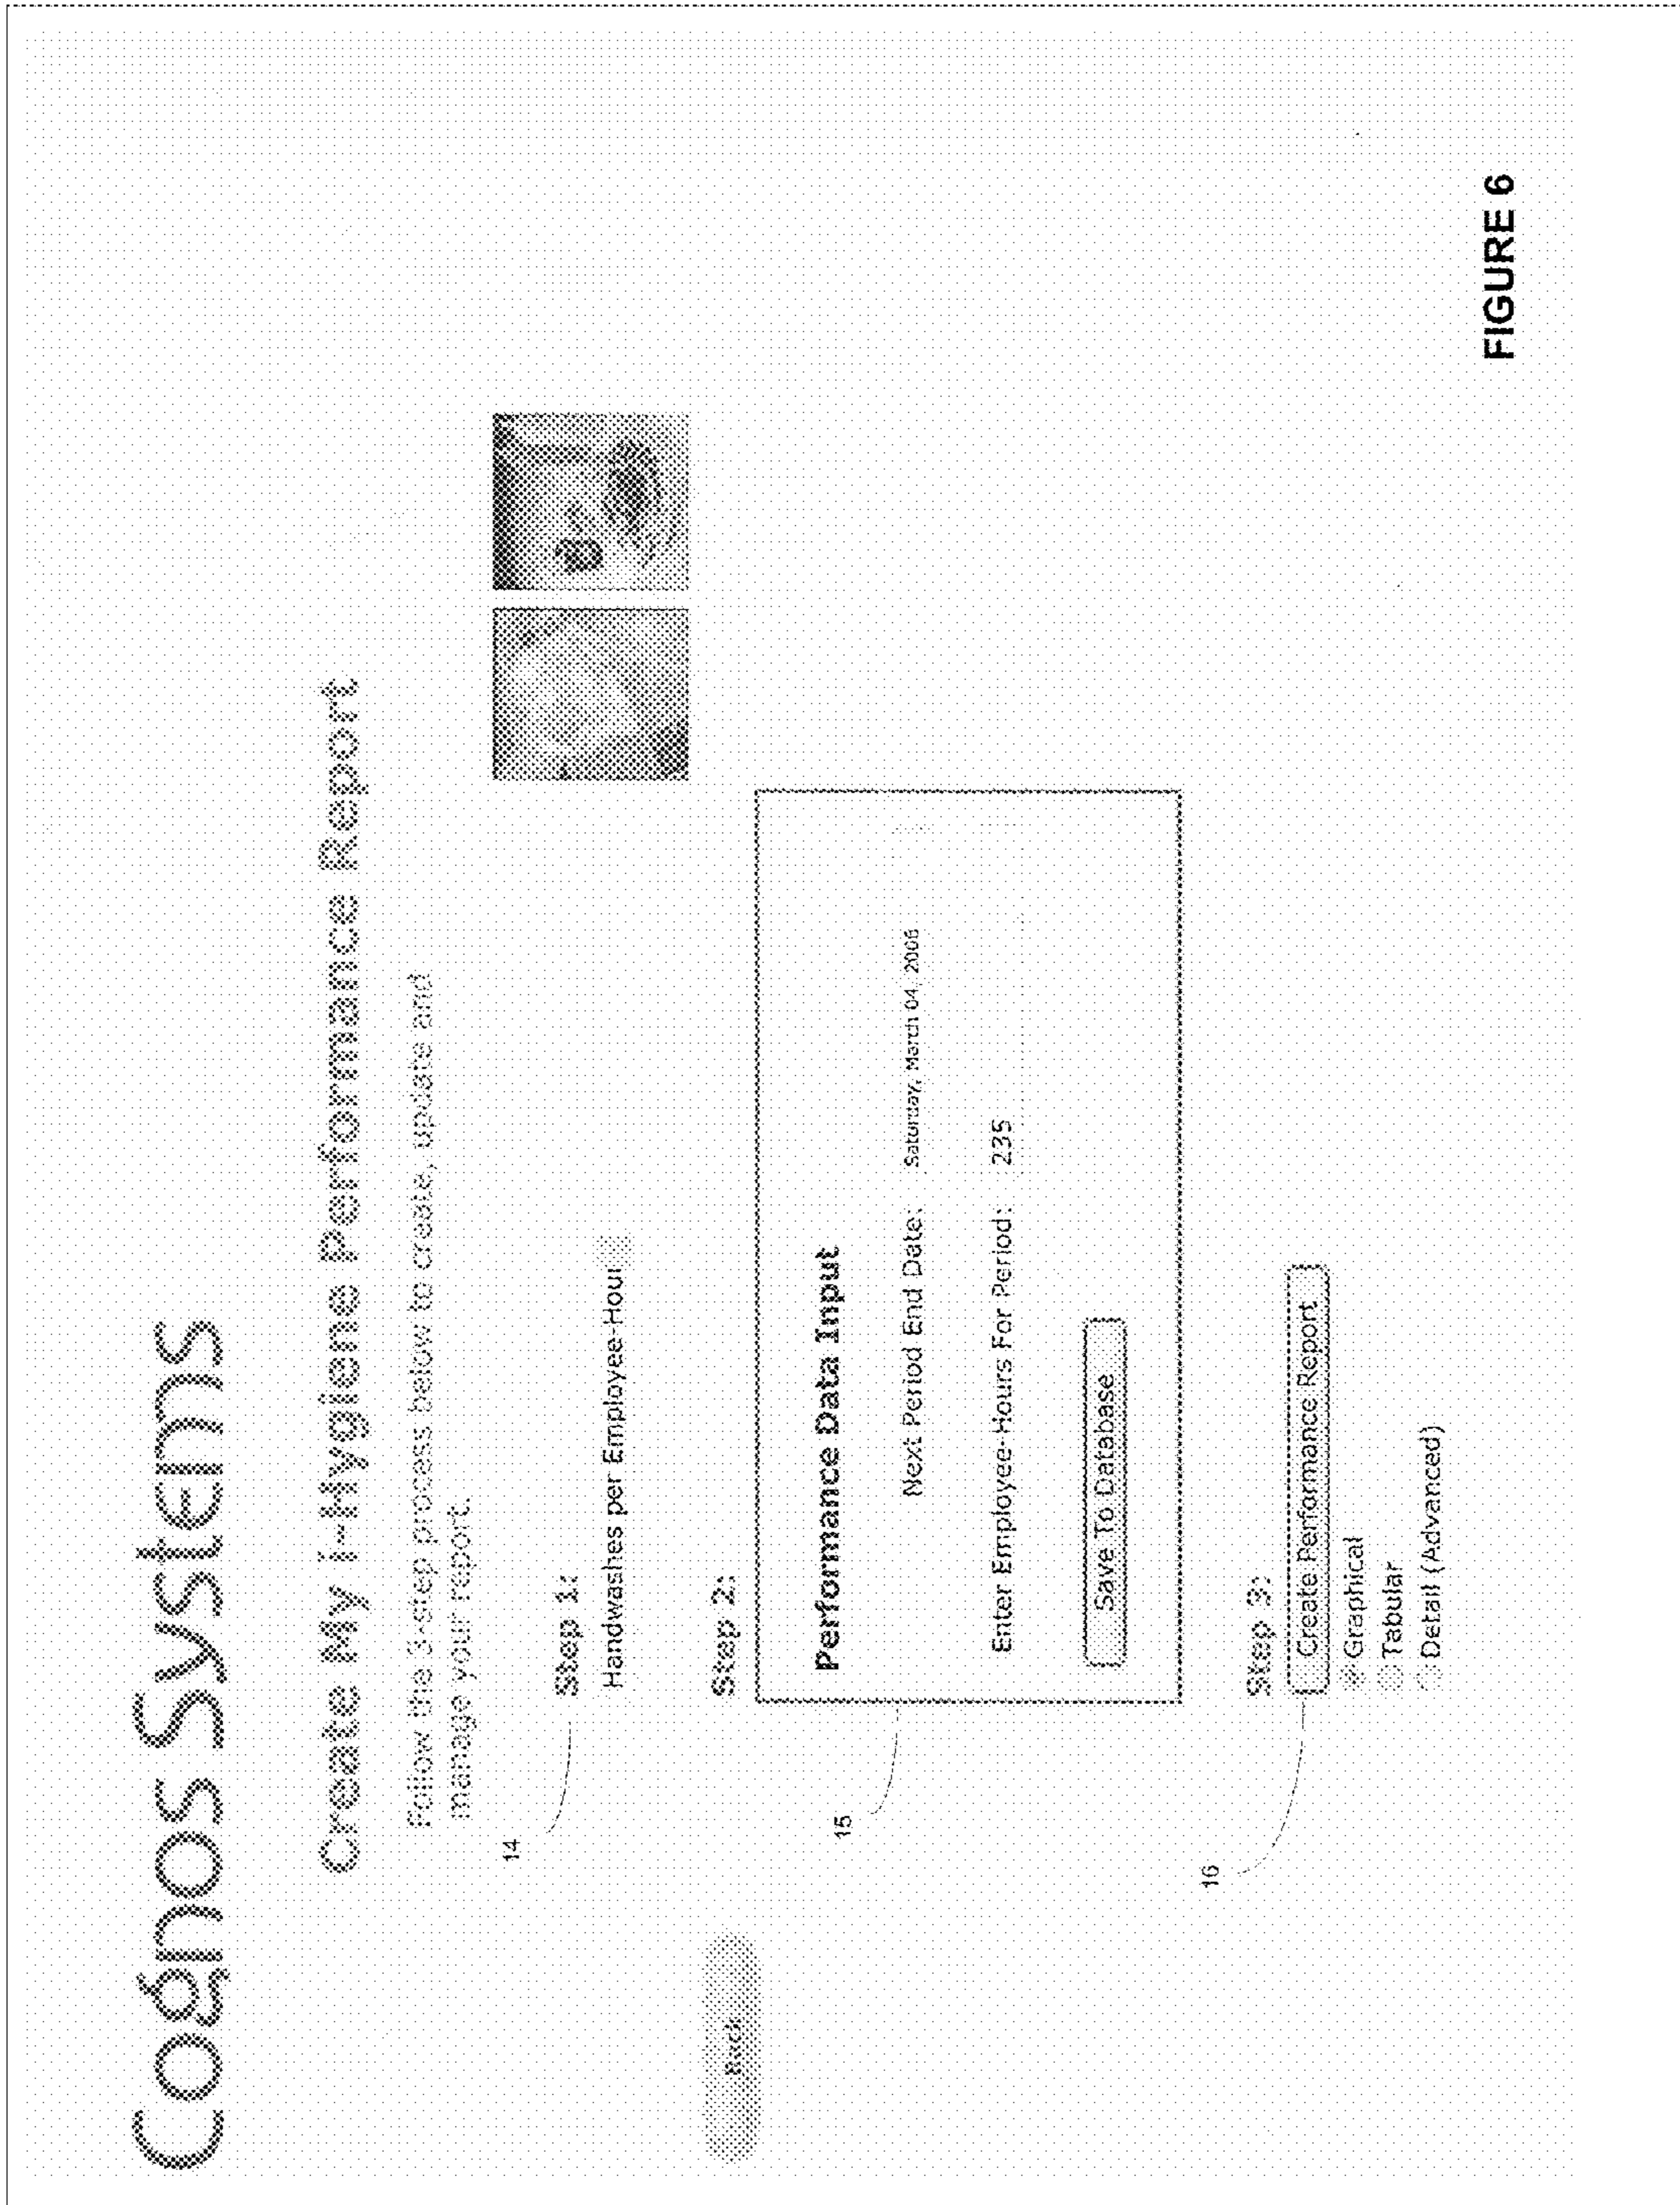 Cognos Systems
Create My i-Hygiene Performance Report
Follow the 3-step process below to create, update and
manage your report.
14
Step 1:
Handwashes per Employee-Hour
Back
Step 2:
15
Performance Data Input
Next Period End Date: Saturday, March 04, 2006
Enter Employee-Hours For Period: 235
Save To Database
16
Step 3:
Create Performance Report
Graphical
Tabular
Detail (Advanced)
FIGURE 6